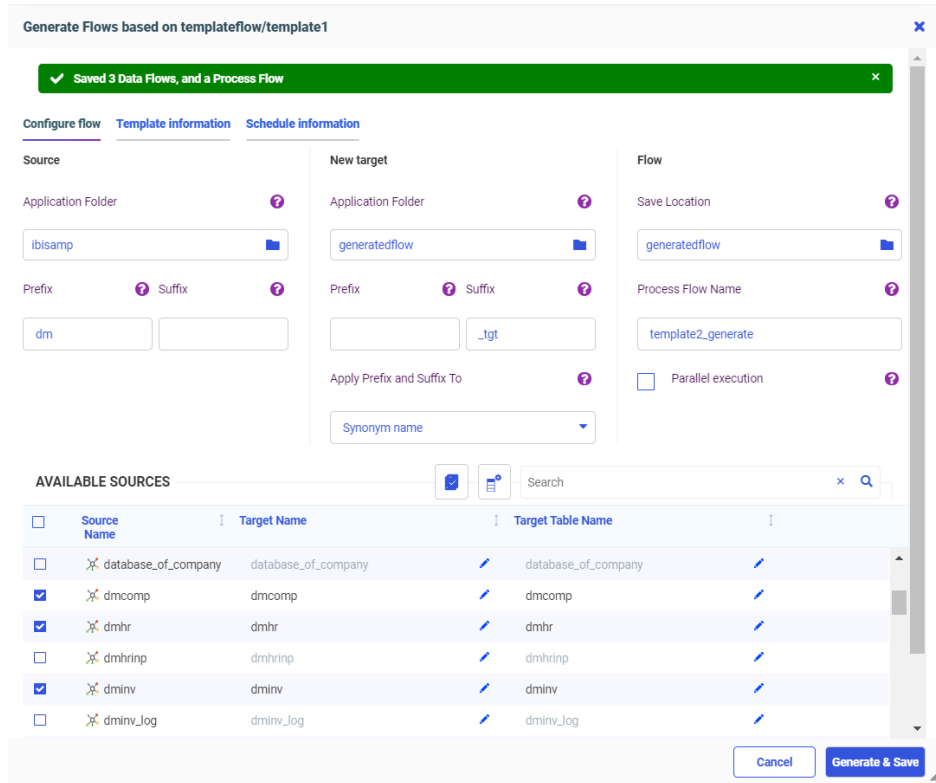 Generate Flows based on templateflow/template1
Saved 3 Data Flows, and a Process Flow
Configure flow Template information Schedule information
Source New target Flow
Application Folder Application Folder Save Location
ibisamp generatedflow generatedflow
Prefix Suffix Prefix Suffix Process Flow Name
dm _tgt template2_generate
Apply Prefix and Suffix To Parallel execution
Synonym name
AVAILABLE SOURCES Search
Source Name Target Name Target Table Name
database_of_company database_of_company database_of_company
dmcomp dmcomp dmcomp
dmhr dmhr dmhr
dmhrinp dmhrinp dmhrinp
dminv dminv dminv
dminv_log dminv_log dminv_log
Cancel Generate & Save